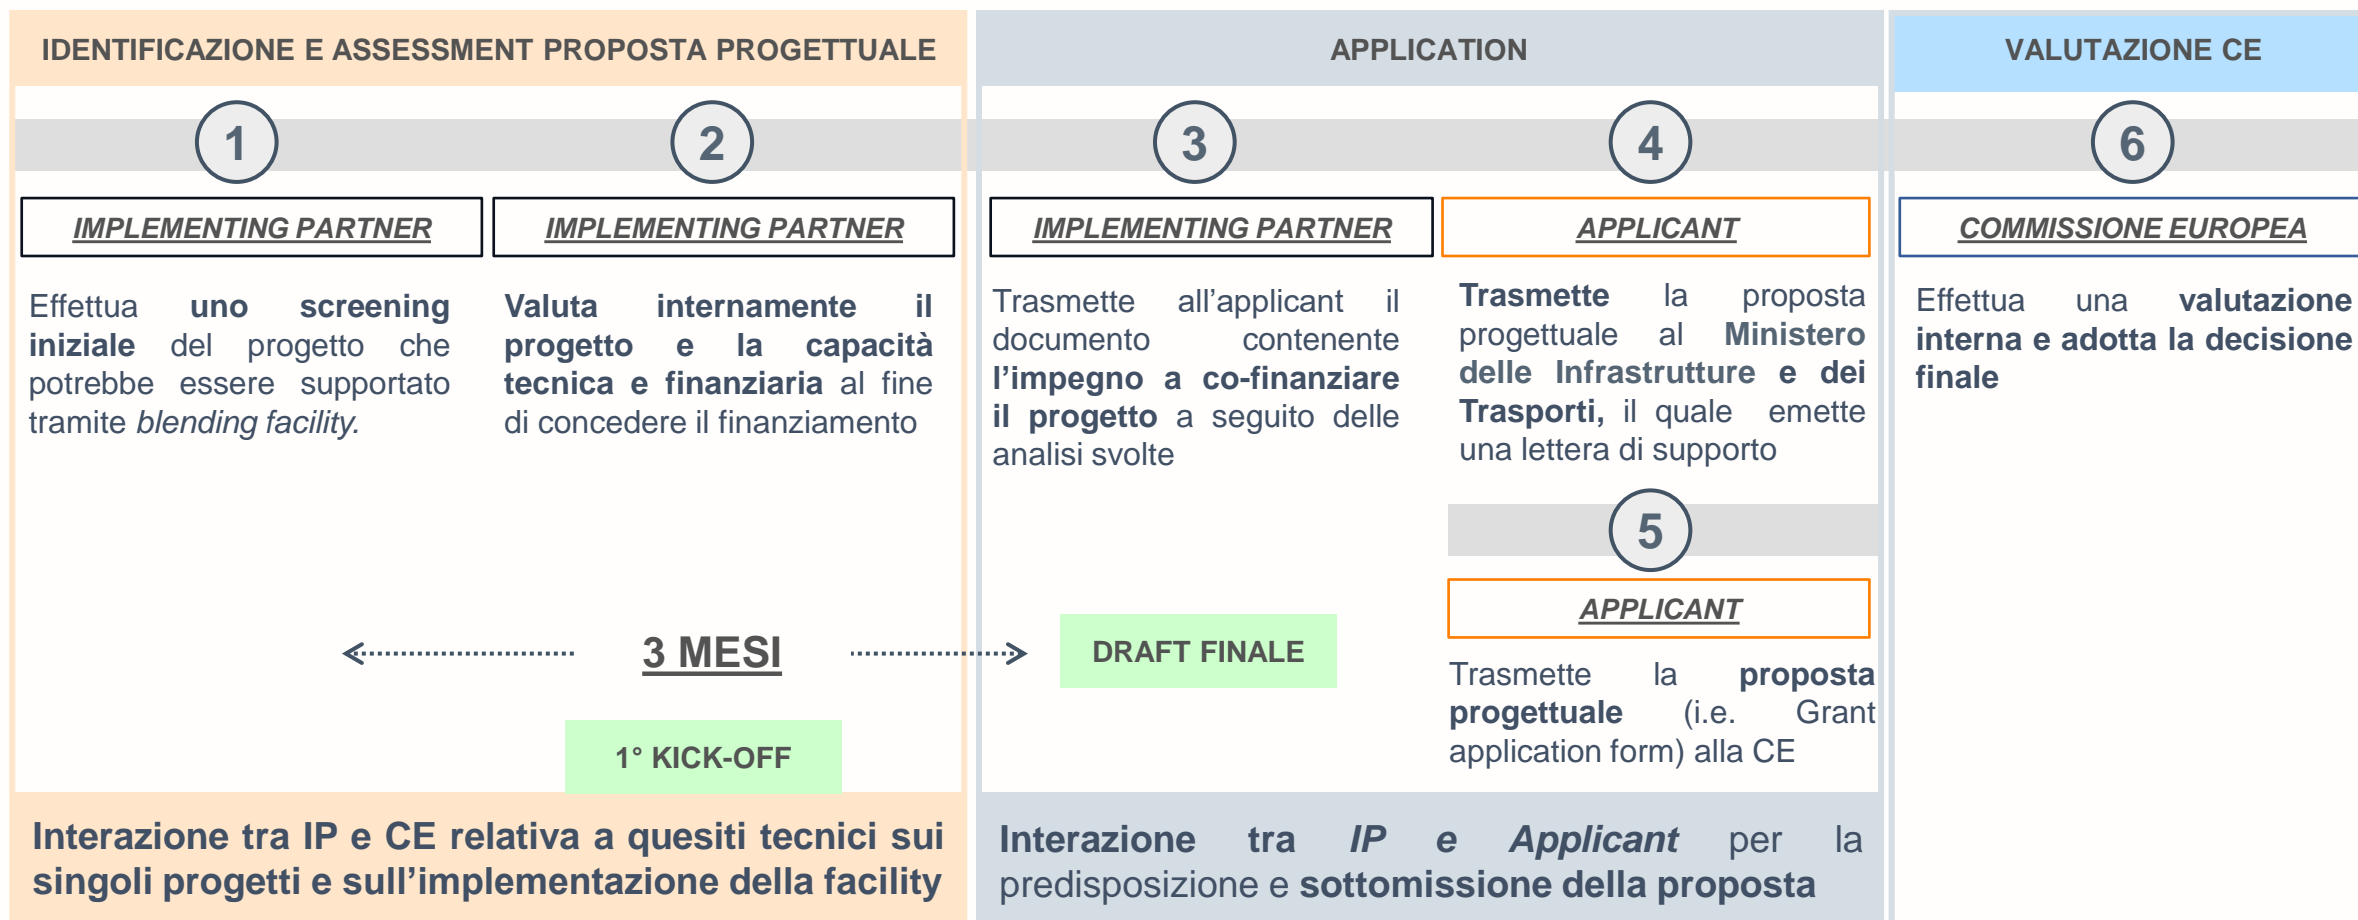 IDENTIFICAZIONE E ASSESSMENT PROPOSTA PROGETTUALE
1
2
IMPLEMENTING PARTNER
Effettua uno screening
iniziale del progetto che
potrebbe essere supportato
tramite blending facility.
IMPLEMENTING PARTNER
Valuta internamente il
progetto e la capacità
tecnica e finanziaria al fine
di concedere il finanziamento
3 MESI
1° KICK-OFF
Interazione tra IP e CE relativa a quesiti tecnici sui
singoli progetti e sull’implementazione della facility
APPLICATION
3
4
IMPLEMENTING PARTNER
Trasmette all’applicant il
documento contenente
l’impegno a co-finanziare
il progetto a seguito delle
analisi svolte
DRAFT FINALE
APPLICANT
Trasmette la proposta
progettuale al Ministero
delle Infrastrutture e dei
Trasporti, il quale emette
una lettera di supporto
5
APPLICANT
Trasmette la proposta
progettuale (i.e. Grant
application form) alla CE
Interazione tra IP e Applicant per la
predisposizione e sottomissione della proposta
VALUTAZIONE CE
6
COMMISSIONE EUROPEA
Effettua una valutazione
interna e adotta la decisione
finale